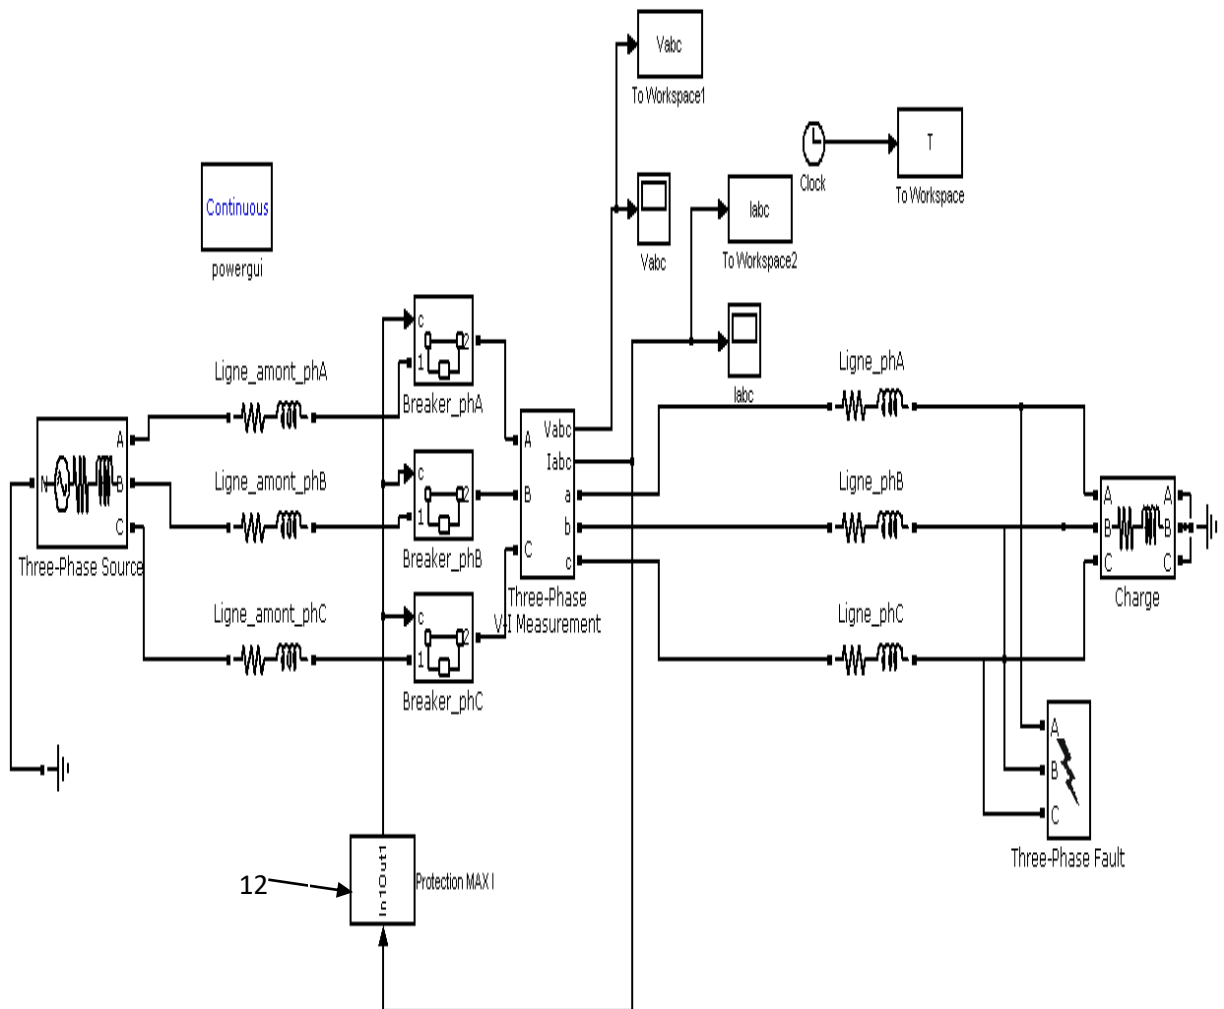 Vabc
To Workspace1
T
Clock
To Workspace
Continuous
powergui
Vabc
Iabc
To Workspace2
Iabc
c
2
1
Breaker_phA
Ligne_amont_phA
Ligne_phA
A
N
B
C
Three-Phase Source
Ligne_amont_phB
c
2
1
Breaker_phB
A
B
C
Vabc
Iabc
a
b
c
Three-Phase
V-I Measurement
Ligne_phB
A
B
C
A
B
C
Charge
Ligne_amont_phC
c
2
1
Breaker_phC
Ligne_phC
A
B
C
Three-Phase Fault
12
In1Out1
Protection MAX I